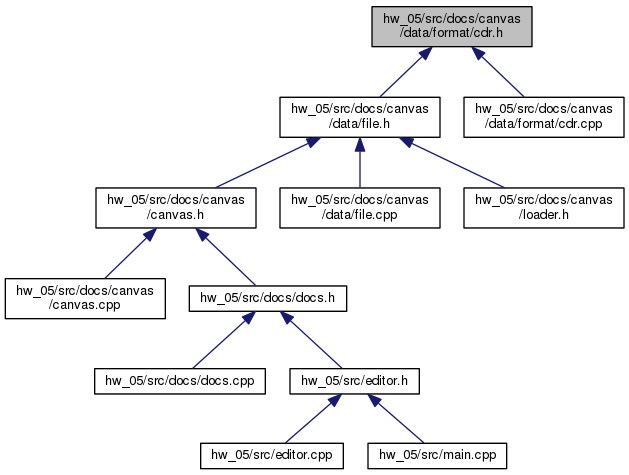 hw_05/src/docs/canvas
/data/format/cdr.h
hw_05/src/docs/canvas
/data/file.h
hw_05/src/docs/canvas
/data/format/cdr.cpp
hw_05/src/docs/canvas
/canvas.h
hw_05/src/docs/canvas
/data/file.cpp
hw_05/src/docs/canvas
/loader.h
hw_05/src/docs/canvas
/canvas.cpp
hw_05/src/docs/docs.h
hw_05/src/docs/docs.cpp
hw_05/src/editor.h
hw_05/src/editor.cpp
hw_05/src/main.cpp